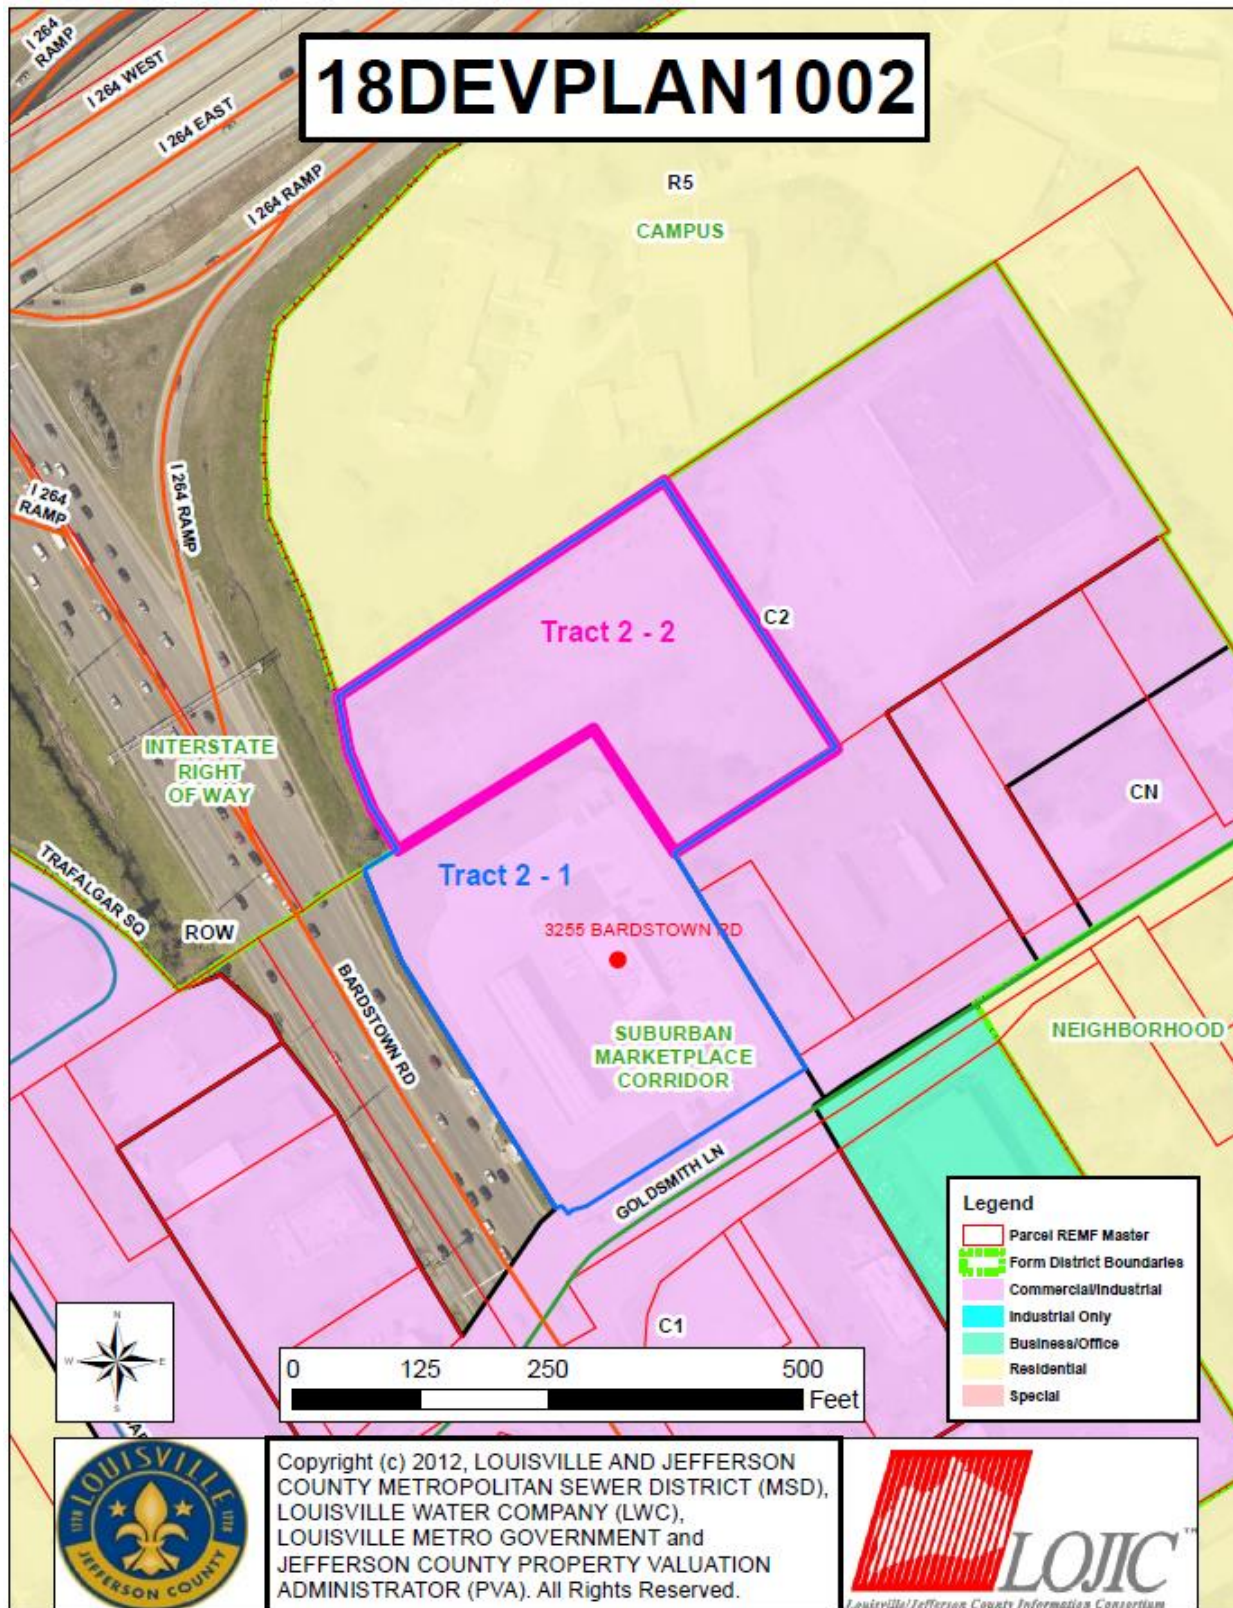 18DEVPLAN1002
I 264
RAMP
I 264 WEST
I 264 EAST
I 264 RAMP
R5
CAMPUS
I 264
RAMP
I 264 RAMP
Tract 2 - 2
C2
INTERSTATE
RIGHT
OF WAY
CN
TRAFALGAR SQ
Tract 2 - 1
ROW
3255 BARDSTOWN RD
BARDSTOWN RD
SUBURBAN
MARKETPLACE
CORRIDOR
NEIGHBORHOOD
GOLDSMITH LN
C1
Legend
Parcel REMF Master
Form District Boundaries
Commercial/Industrial
Industrial Only
Business/Office
Residential
Special
N
W
E
S
0 125 250 500
Feet
LOUISVILLE
1778
1778
JEFFERSON COUNTY
Copyright (c) 2012, LOUISVILLE AND JEFFERSON
COUNTY METROPOLITAN SEWER DISTRICT (MSD),
LOUISVILLE WATER COMPANY (LWC),
LOUISVILLE METRO GOVERNMENT and
JEFFERSON COUNTY PROPERTY VALUATION
ADMINISTRATOR (PVA). All Rights Reserved.
LOJIC™
Louisville/Jefferson County Information Consortium